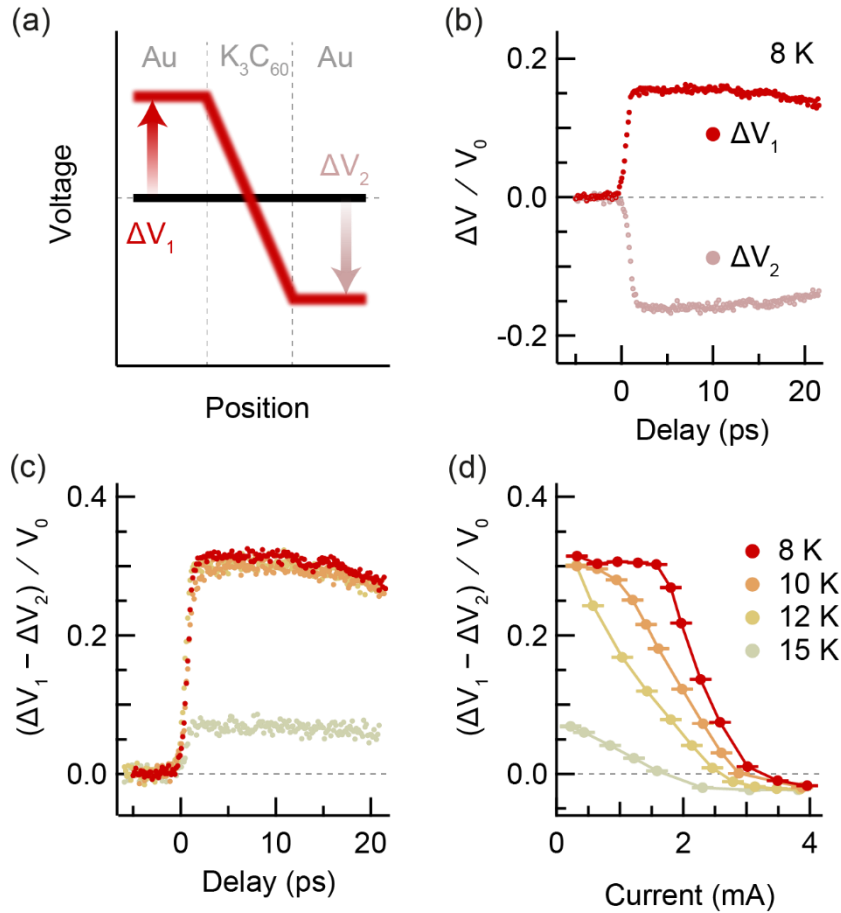 (a)
Au K₃C₆₀ Au
Voltage
ΔV₁
ΔV₂
Position
(b)
8 K
ΔV / V₀
0.2
0.0
-0.2
ΔV₁
ΔV₂
0 10 20
Delay (ps)
(c)
(ΔV₁ − ΔV₂) / V₀
0.4
0.2
0.0
0 10 20
Delay (ps)
(d)
(ΔV₁ − ΔV₂) / V₀
0.4
0.2
0.0
8 K
10 K
12 K
15 K
0 2 4
Current (mA)